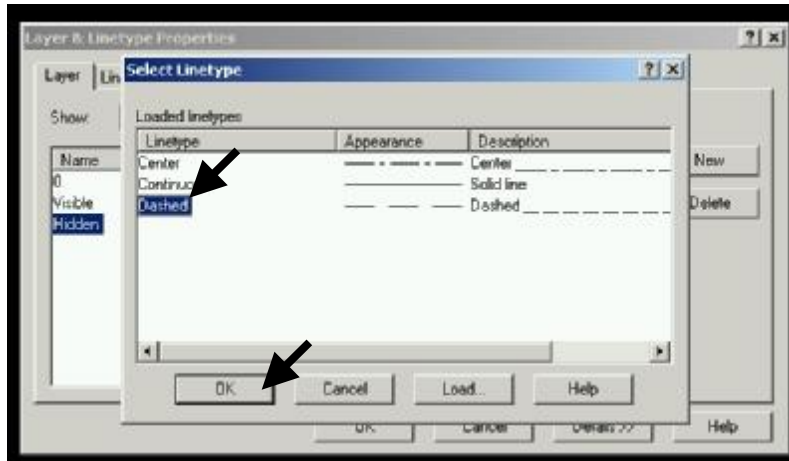 Layer & Linetype Properties
Layer
Select Linetype
Show:
Loaded linetypes
Linetype Appearance Description
Name
Center Center
New
0
Solid line
Visible
Dashed Dashed
Delete
Hidden
OK Cancel Load... Help
OK Cancel Details >> Help